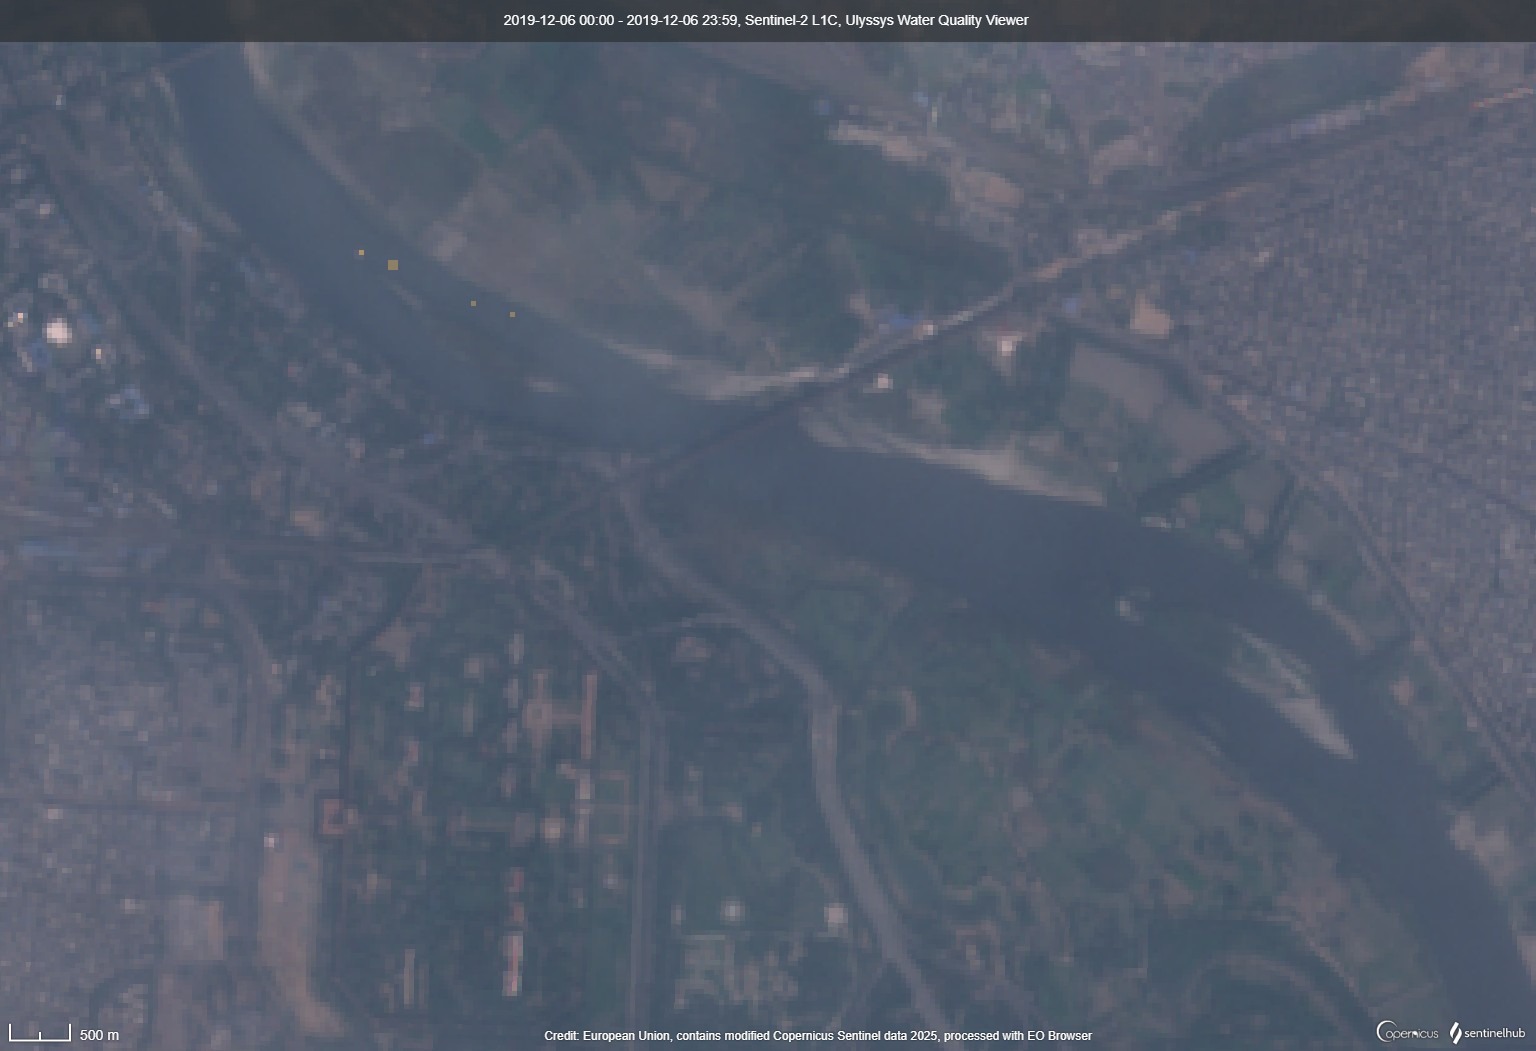 2019-12-06 00:00 - 2019-12-06 23:59, Sentinel-2 L1C, Ulyssys Water Quality Viewer
500 m
Credit: European Union, contains modified Copernicus Sentinel data 2025, processed with EO Browser
Copernicus
sentinelhub